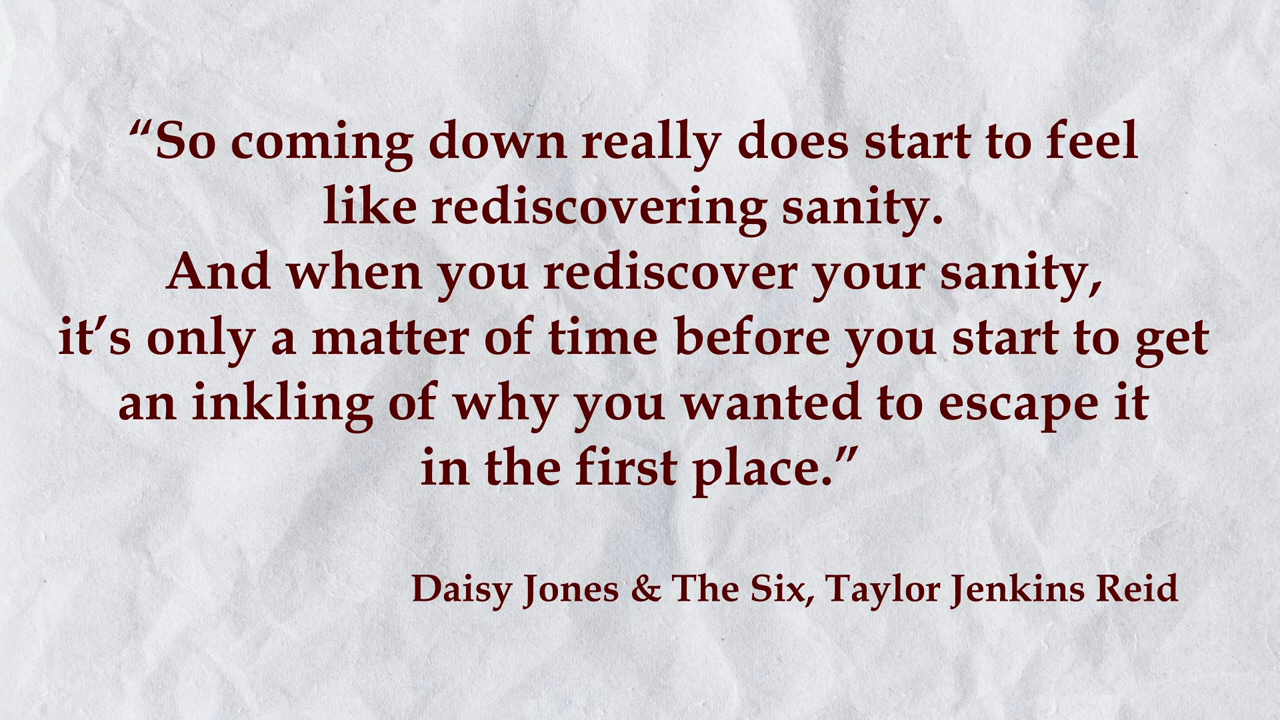 “So coming down really does start to feel
like rediscovering sanity.
And when you rediscover your sanity,
it’s only a matter of time before you start to get
an inkling of why you wanted to escape it
in the first place.”
Daisy Jones & The Six, Taylor Jenkins Reid